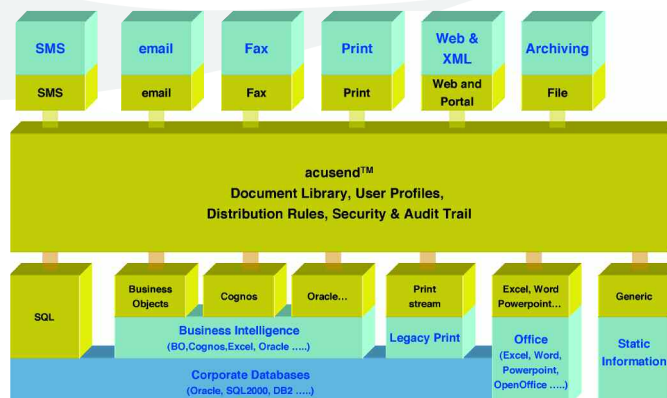 SMS
email
Fax
Print
Web &
XML
Archiving
SMS
email
Fax
Print
Web and
Portal
File
acusend™
Document Library, User Profiles,
Distribution Rules, Security & Audit Trail
SQL
Business
Objects
Cognos
Oracle...
Print
stream
Excel, Word
Powerpoint...
Generic
Business Intelligence
(BO,Cognos,Excel, Oracle .....)
Legacy Print
Office
(Excel, Word,
Powerpoint,
OpenOffice .....)
Static
Information
Corporate Databases
(Oracle, SQL2000, DB2 .....)